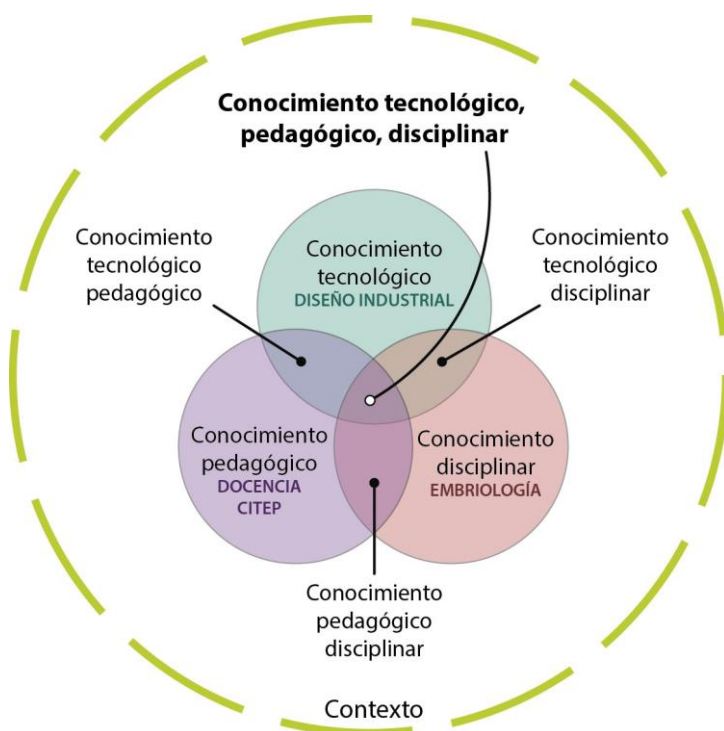 Conocimiento tecnológico,
pedagógico, disciplinar
Conocimiento
tecnológico
pedagógico
Conocimiento
tecnológico
DISEÑO INDUSTRIAL
Conocimiento
tecnológico
disciplinar
Conocimiento
pedagógico
DOCENCIA
CITEP
Conocimiento
disciplinar
EMBRIOLOGÍA
Conocimiento
pedagógico
disciplinar
Contexto